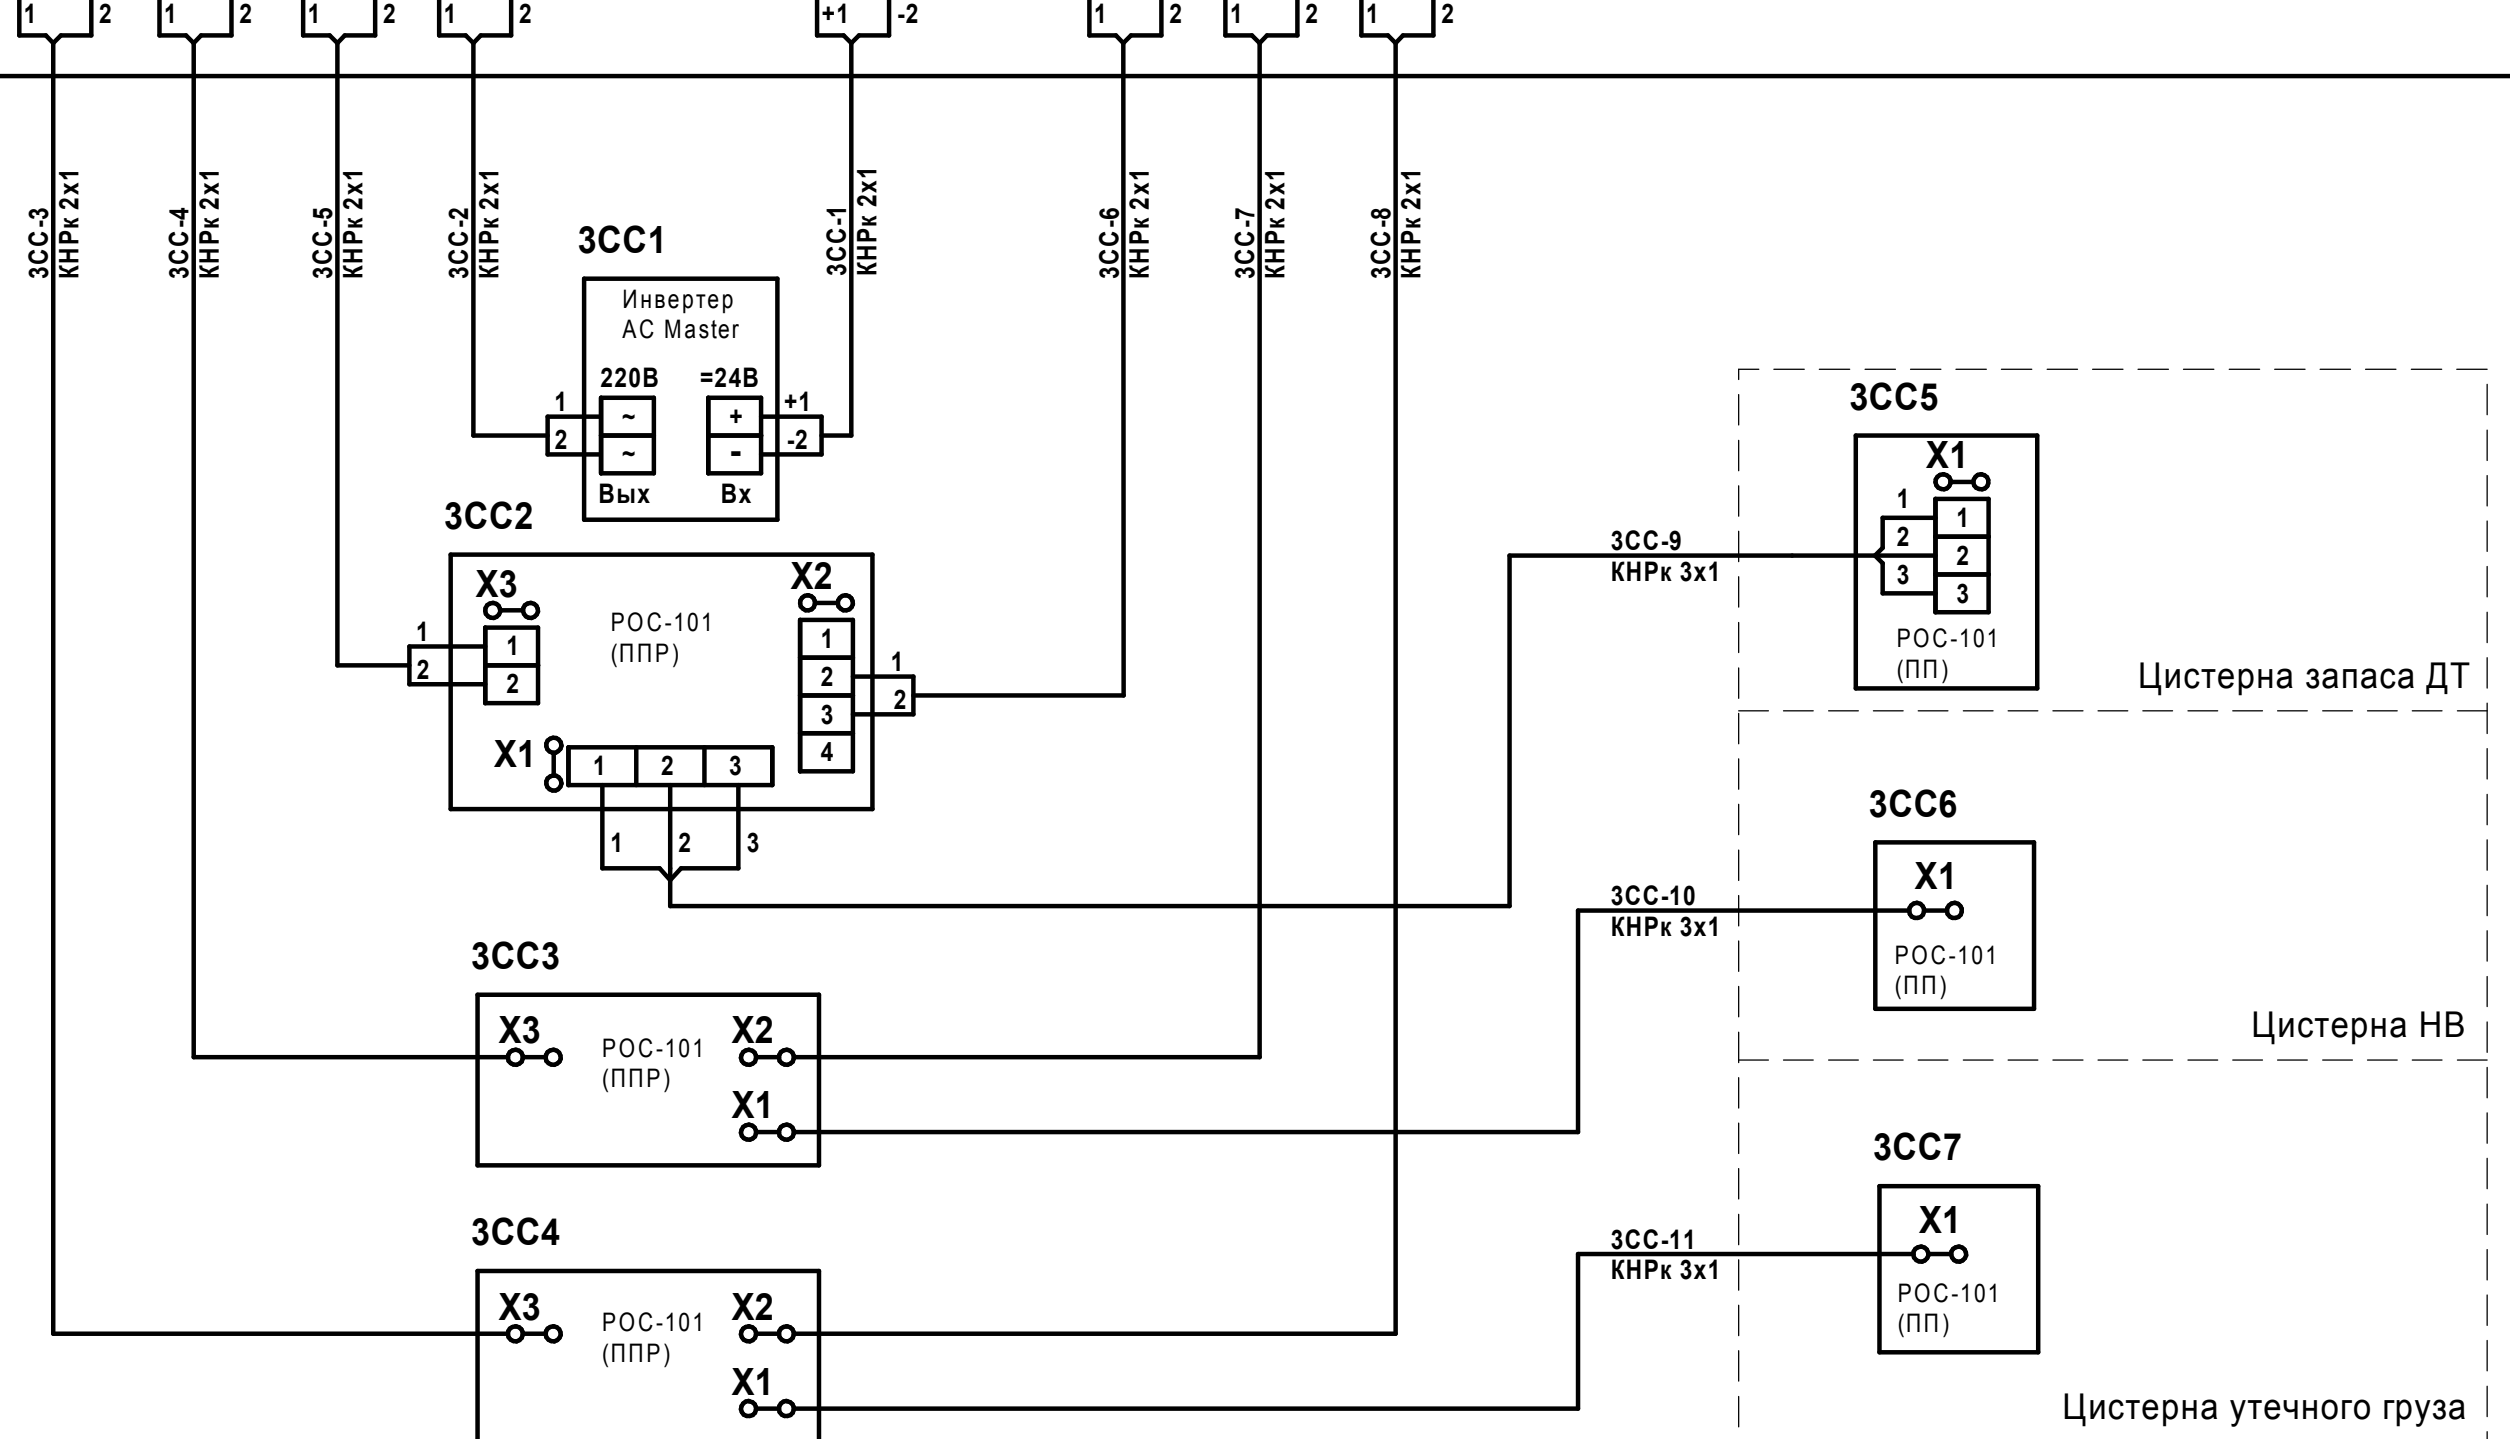 1 2 1 2 1 2 1 2 +1 -2 1 2 1 2 1 2
3СС-3
КНРк 2х1
3СС-4
КНРк 2х1
3СС-5
КНРк 2х1
3СС-2
КНРк 2х1
3СС-1
КНРк 2х1
3СС-6
КНРк 2х1
3СС-7
КНРк 2х1
3СС-8
КНРк 2х1
3СС1
Инвертер
AC Master
220В =24В
1 ~ + +1
2 ~ - -2
Вых Вх
3СС2
X3
1 1
2 2
РОС-101
(ППР)
X2
1
2 1
3 2
4
X1 1 2 3
1 2 3
3СС-9
КНРк 3х1
3СС5
X1
1 1
2 2
3 3
РОС-101
(ПП)
Цистерна запаса ДТ
3СС3
X3
РОС-101
(ППР)
X2
X1
3СС-10
КНРк 3х1
3СС6
X1
РОС-101
(ПП)
Цистерна НВ
3СС4
X3
РОС-101
(ППР)
X2
X1
3СС-11
КНРк 3х1
3СС7
X1
РОС-101
(ПП)
Цистерна утечного груза